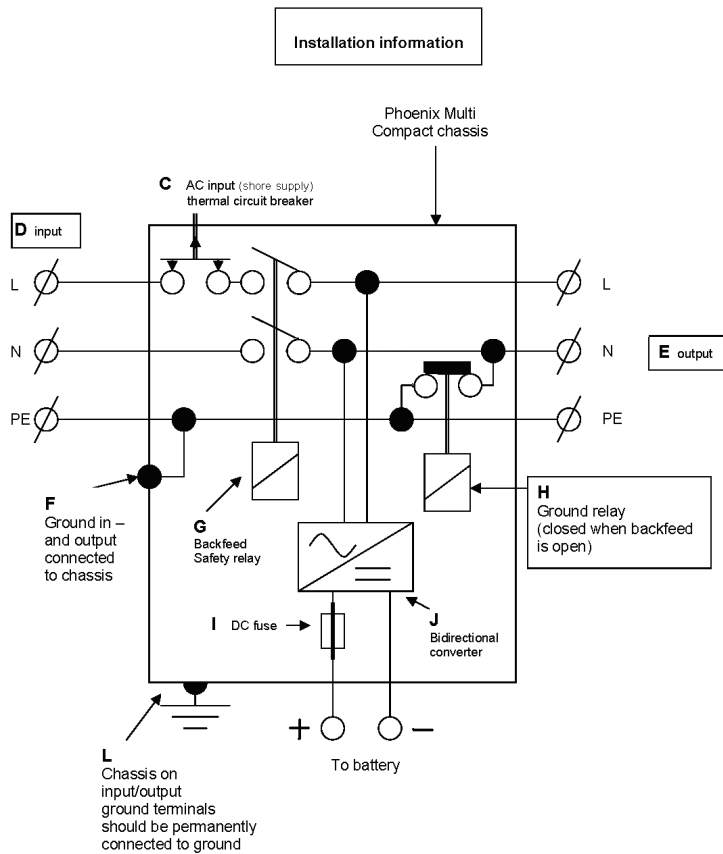 Installation information
Phoenix Multi
Compact chassis
C AC input (shore supply)
thermal circuit breaker
D input
L
L
N
N
E output
PE
PE
F
Ground in –
and output
connected
to chassis
G
Backfeed
Safety relay
H
Ground relay
(closed when backfeed
is open)
I DC fuse
J
Bidirectional
converter
+
–
To battery
L
Chassis on
input/output
ground terminals
should be permanently
connected to ground